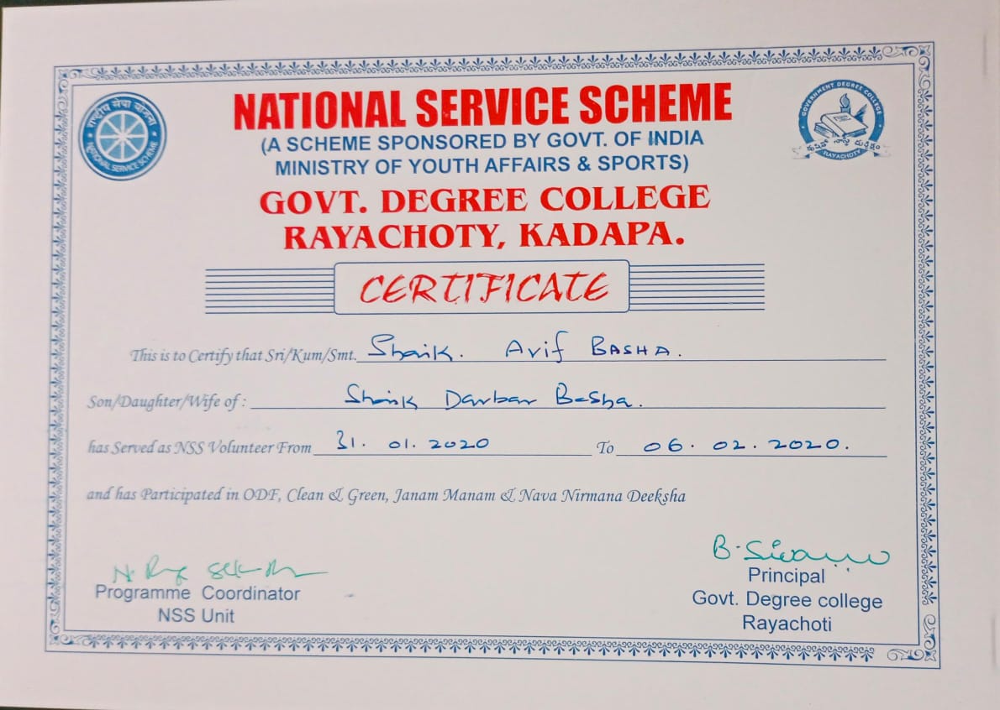 राष्ट्रीय सेवा योजना
NATIONAL SERVICE SCHEME
NATIONAL SERVICE SCHEME
(A SCHEME SPONSORED BY GOVT. OF INDIA
MINISTRY OF YOUTH AFFAIRS & SPORTS)
GOVERNMENT DEGREE COLLEGE
RAYACHOTY
GOVT. DEGREE COLLEGE
RAYACHOTY, KADAPA.
CERTIFICATE
This is to Certify that Sri/Kum/Smt. Shaik. Arif BASHA.
Son/Daughter/Wife of : Shaik Darbar Basha.
has Served as NSS Volunteer From 31. 01. 2020 To 06. 02. 2020.
and has Participated in ODF, Clean & Green, Janam Manam & Nava Nirmana Deeksha
Programme Coordinator
NSS Unit
Principal
Govt. Degree college
Rayachoti